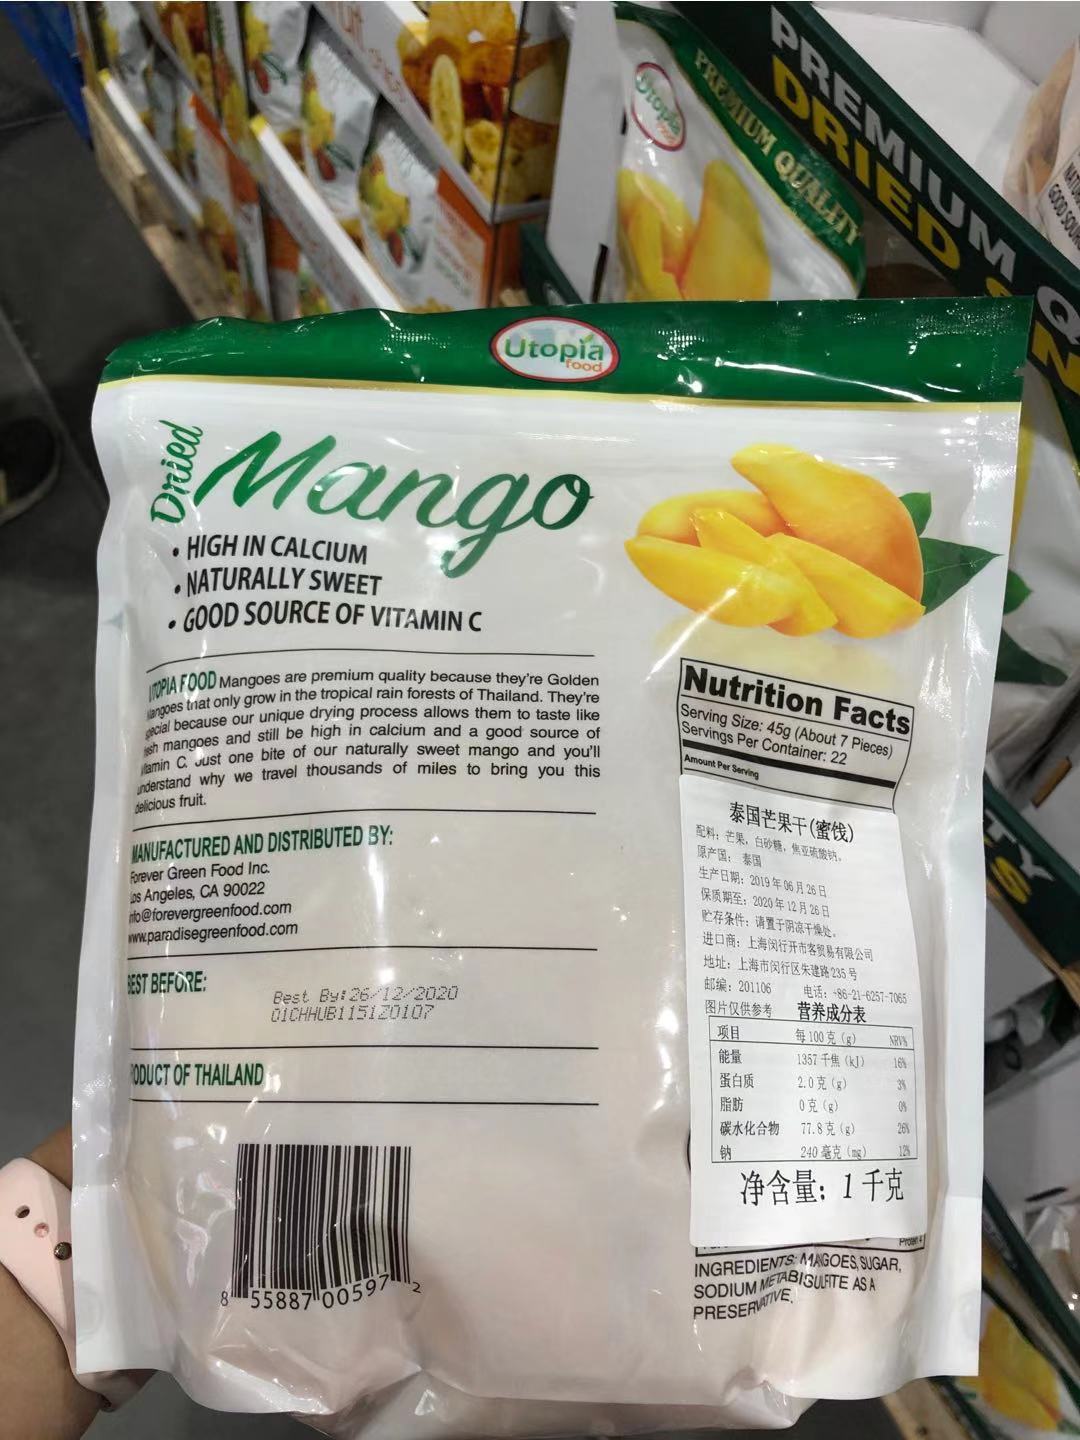 PREMIUM Q
DRIED
Utopia
PREMIUM QUALITY
GOOD SOUR
Utopia
food
Dried
Mango
• HIGH IN CALCIUM
• NATURALLY SWEET
• GOOD SOURCE OF VITAMIN C
UTOPIA FOOD Mangoes are premium quality because they're Golden
Mangoes that only grow in the tropical rain forests of Thailand. They're
special because our unique drying process allows them to taste like
fresh mangoes and still be high in calcium and a good source of
Vitamin C. Just one bite of our naturally sweet mango and you'll
understand why we travel thousands of miles to bring you this
delicious fruit.
MANUFACTURED AND DISTRIBUTED BY:
Forever Green Food Inc.
Los Angeles, CA 90022
info@forevergreenfood.com
www.paradisegreenfood.com
BEST BEFORE:
Best By:26/12/2020
01CHHUB1151Z0107
PRODUCT OF THAILAND
8 55887 00597 2
Nutrition Facts
Serving Size: 45g (About 7 Pieces)
Servings Per Container: 22
Amount Per Serving
泰国芒果干(蜜饯)
配料: 芒果, 白砂糖, 焦亚硫酸钠。
原产国: 泰国
生产日期: 2019年06月26日
保质期至: 2020年12月26日
贮存条件: 请置于阴凉干燥处。
进口商: 上海闵行开市客贸易有限公司
地址: 上海市闵行区朱建路235号
邮编: 201106 电话: +86-21-6257-7065
图片仅供参考 营养成分表
项目 每100克(g) NRV%
能量 1357千焦(kJ) 16%
蛋白质 2.0克(g) 3%
脂肪 0克(g) 0%
碳水化合物 77.8克(g) 26%
钠 240毫克(mg) 12%
净含量: 1千克
Protein 4
INGREDIENTS: MANGOES, SUGAR,
SODIUM METABISULFITE AS A
PRESERVATIVE.